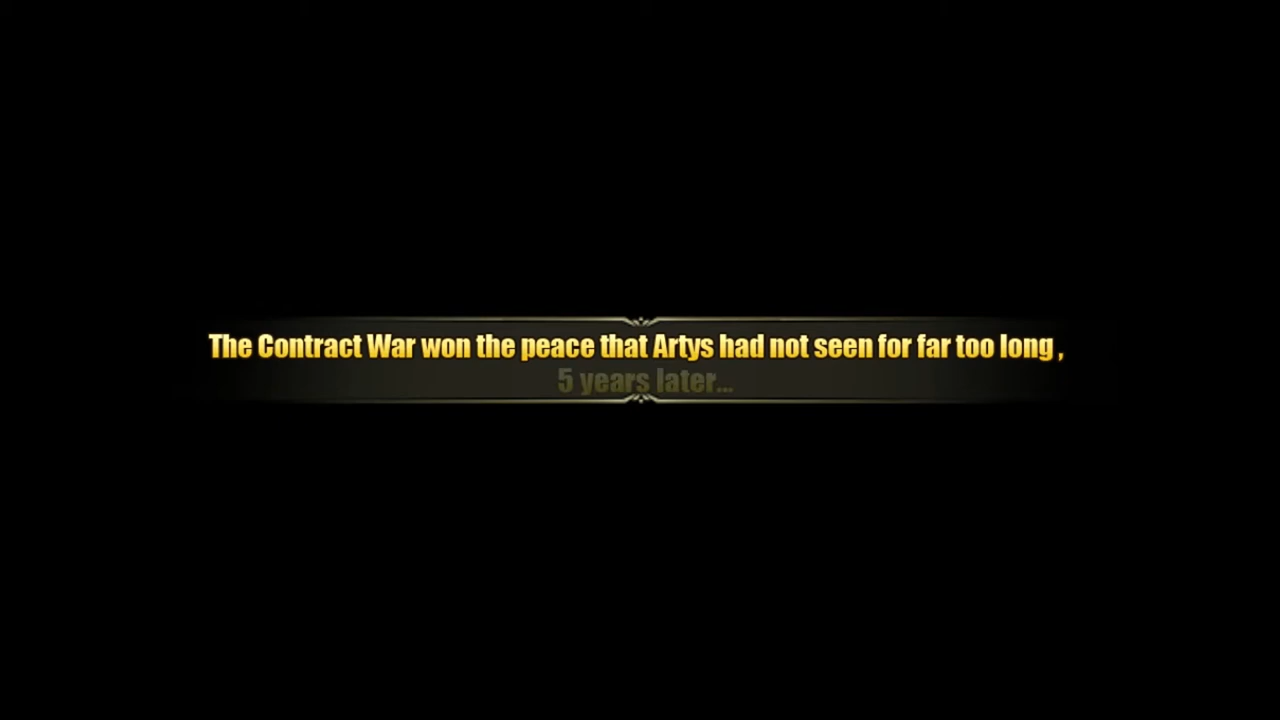 The Contract War won the peace that Artys had not seen for far too long ,
5 years later...